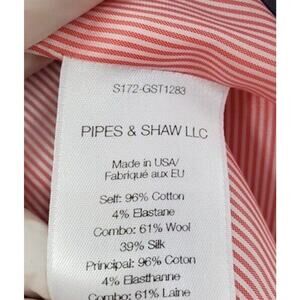 S172-GST1283
PIPES & SHAW LLC
Made in USA/
Fabriqué aux EU
Self: 96% Cotton
4% Elastane
Combo: 61% Wool
39% Silk
Principal: 96% Coton
4% Elasthanne
Combo: 61% Laine